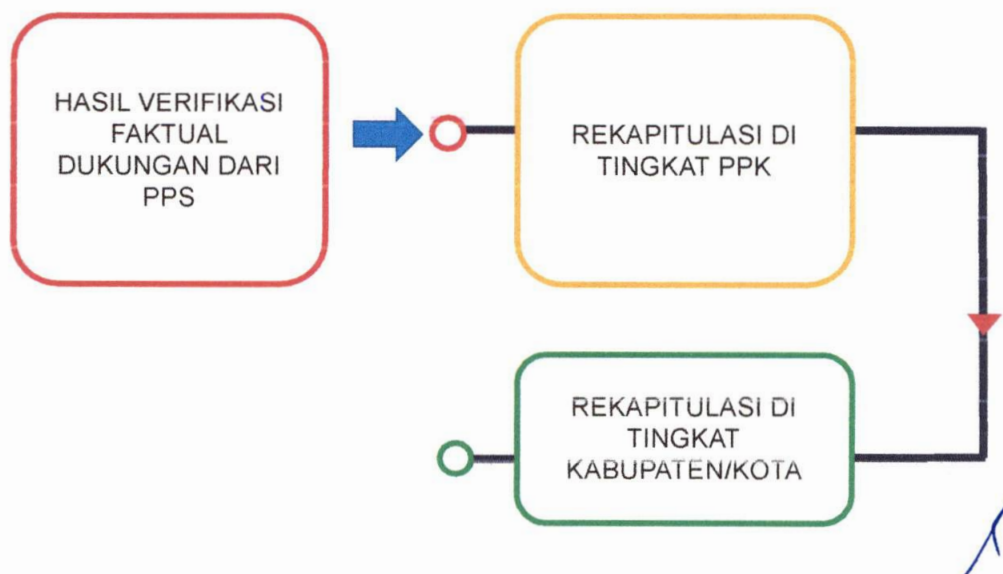 HASIL VERIFIKASI
FAKTUAL
DUKUNGAN DARI
PPS
REKAPITULASI DI
TINGKAT PPK
REKAPITULASI DI
TINGKAT
KABUPATEN/KOTA